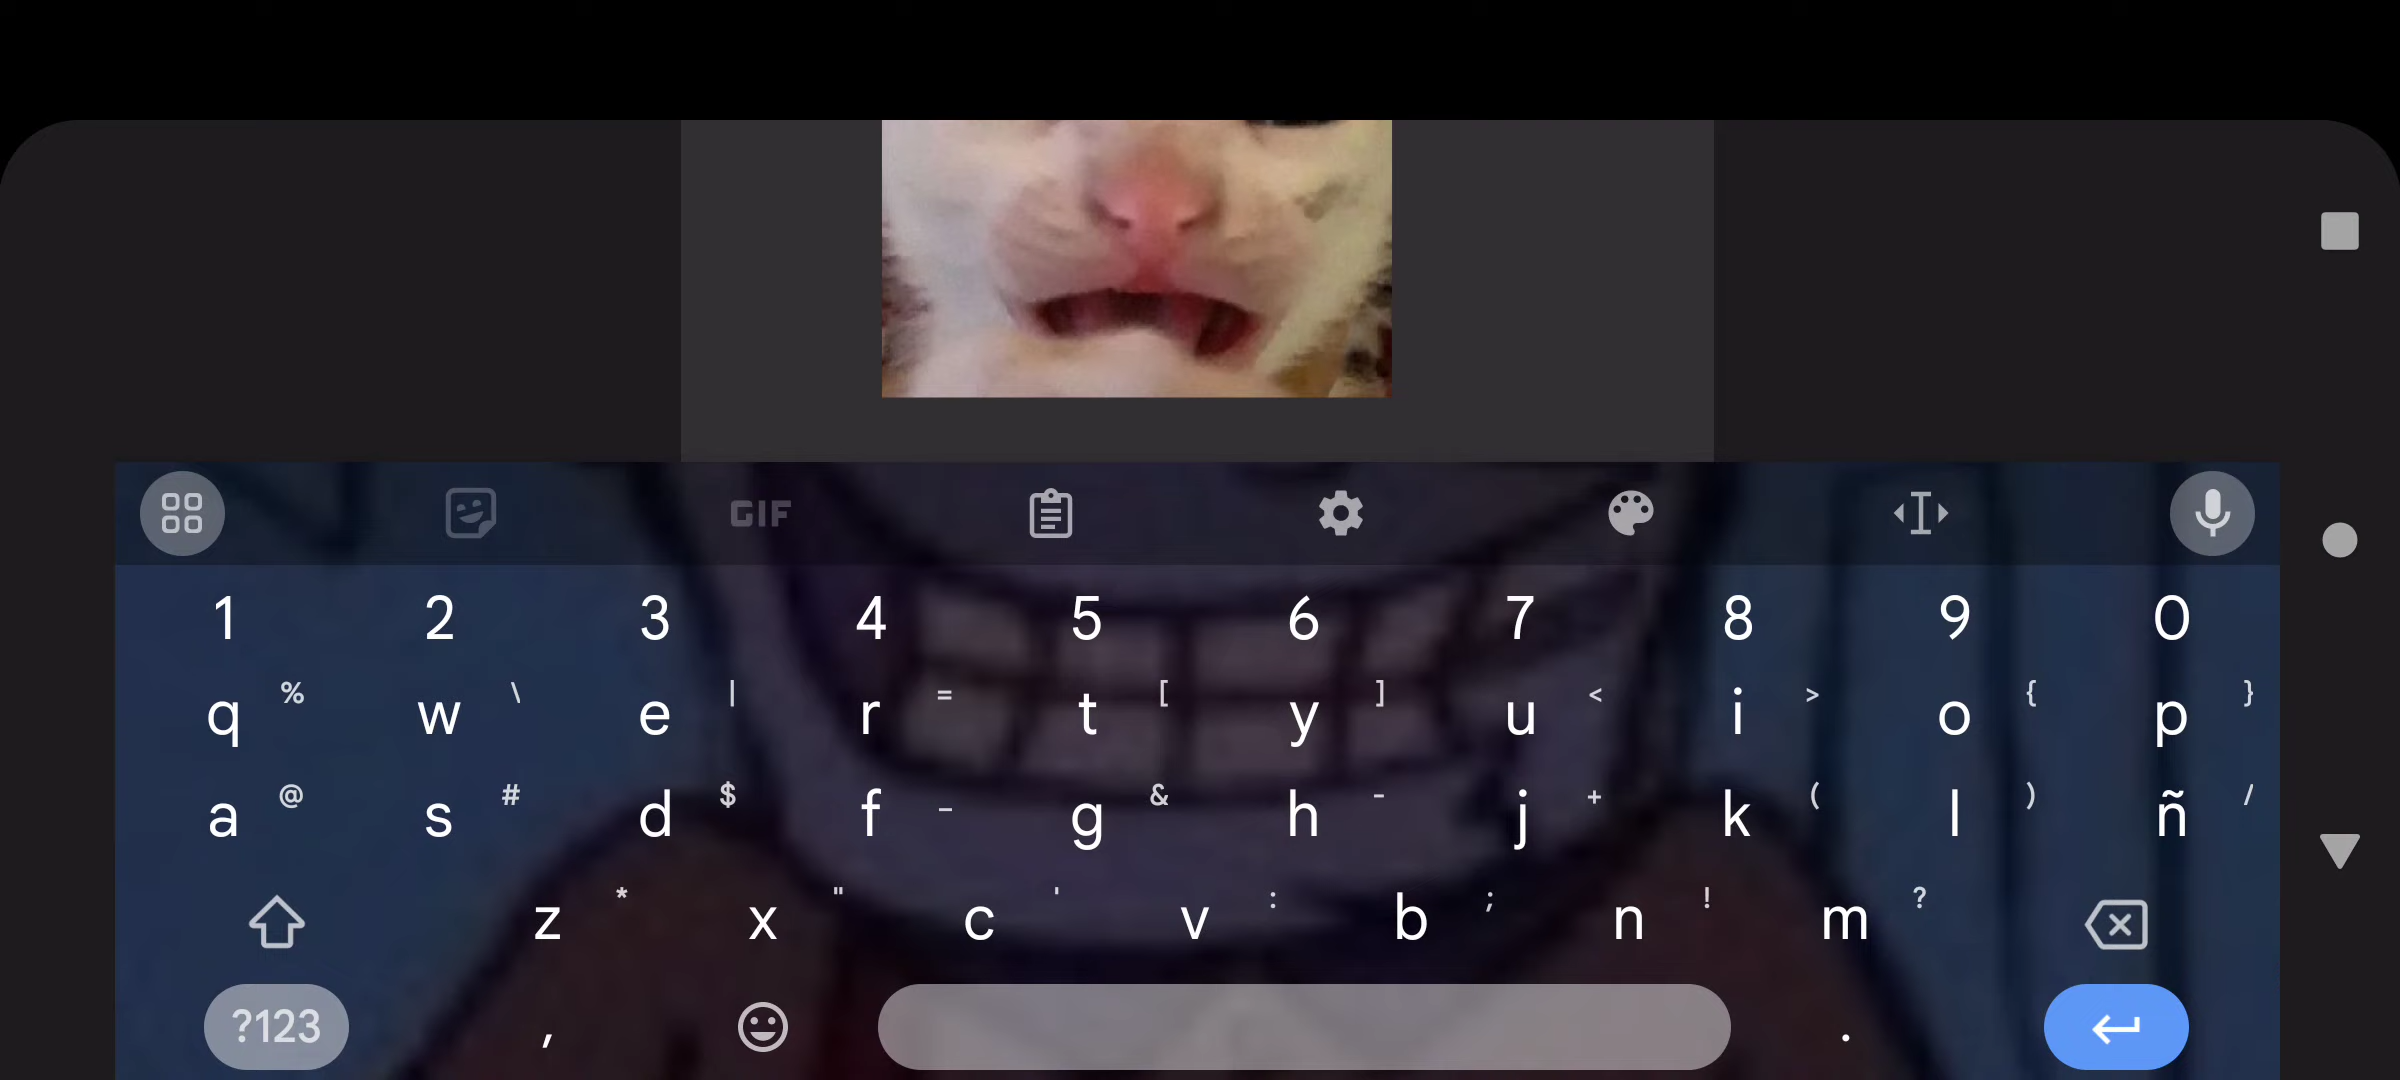 GIF
1 2 3 4 5 6 7 8 9 0
q % w \ e | r = t [ y ] u < i > o { p }
a @ s # d $ f _ g & h - j + k ( l ) ñ /
z * x " c ' v : b ; n ! m ?
?123 , .